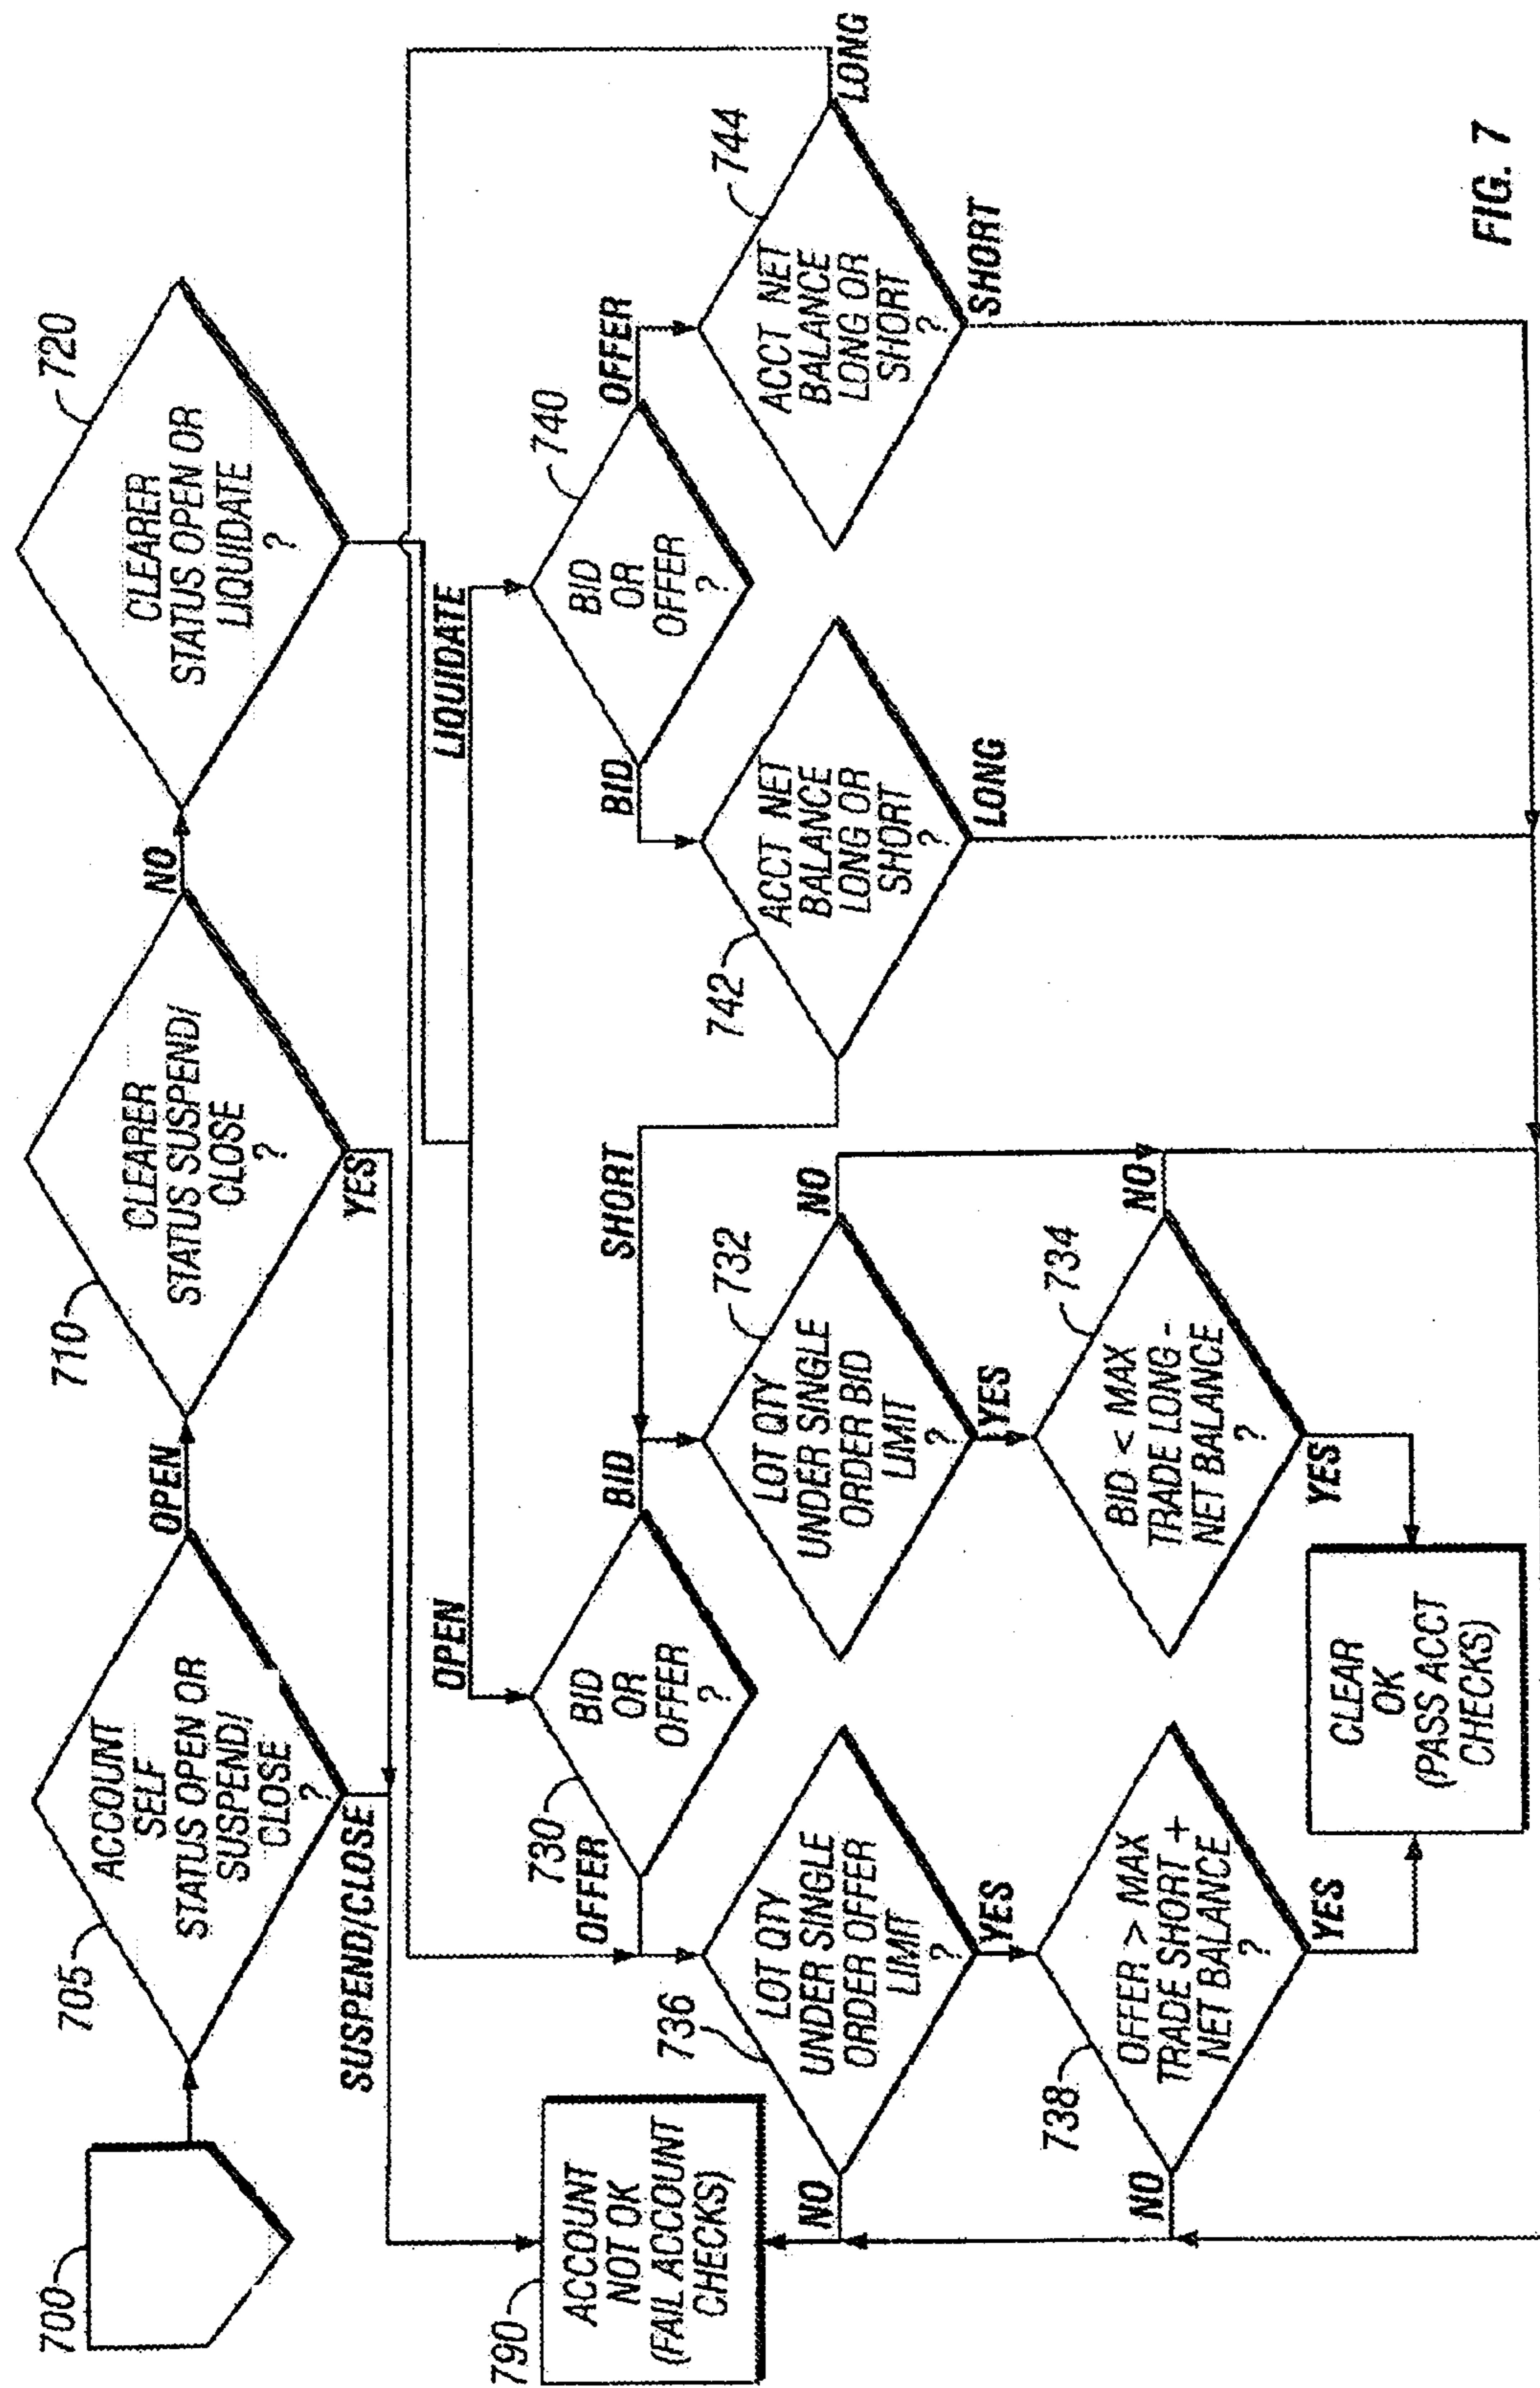 700
705
ACCOUNT
SELF
STATUS OPEN OR
SUSPEND/
CLOSE
?
OPEN
SUSPEND/CLOSE
710
CLEARER
STATUS SUSPEND/
CLOSE
?
YES
NO
720
CLEARER
STATUS OPEN OR
LIQUIDATE
?
OPEN
LIQUIDATE
790
ACCOUNT
NOT OK
(FAIL ACCOUNT
CHECKS)
730
BID
OR
OFFER
?
OFFER
BID
SHORT
740
BID
OR
OFFER
?
BID
OFFER
736
LOT QTY
UNDER SINGLE
ORDER OFFER
LIMIT
?
NO
YES
732
LOT QTY
UNDER SINGLE
ORDER BID
LIMIT
?
NO
YES
742
ACCT NET
BALANCE
LONG OR
SHORT
?
LONG
744
ACCT NET
BALANCE
LONG OR
SHORT
?
LONG
SHORT
738
OFFER > MAX
TRADE SHORT +
NET BALANCE
?
NO
YES
734
BID < MAX
TRADE LONG -
NET BALANCE
?
NO
YES
CLEAR
OK
(PASS ACCT
CHECKS)
FIG. 7